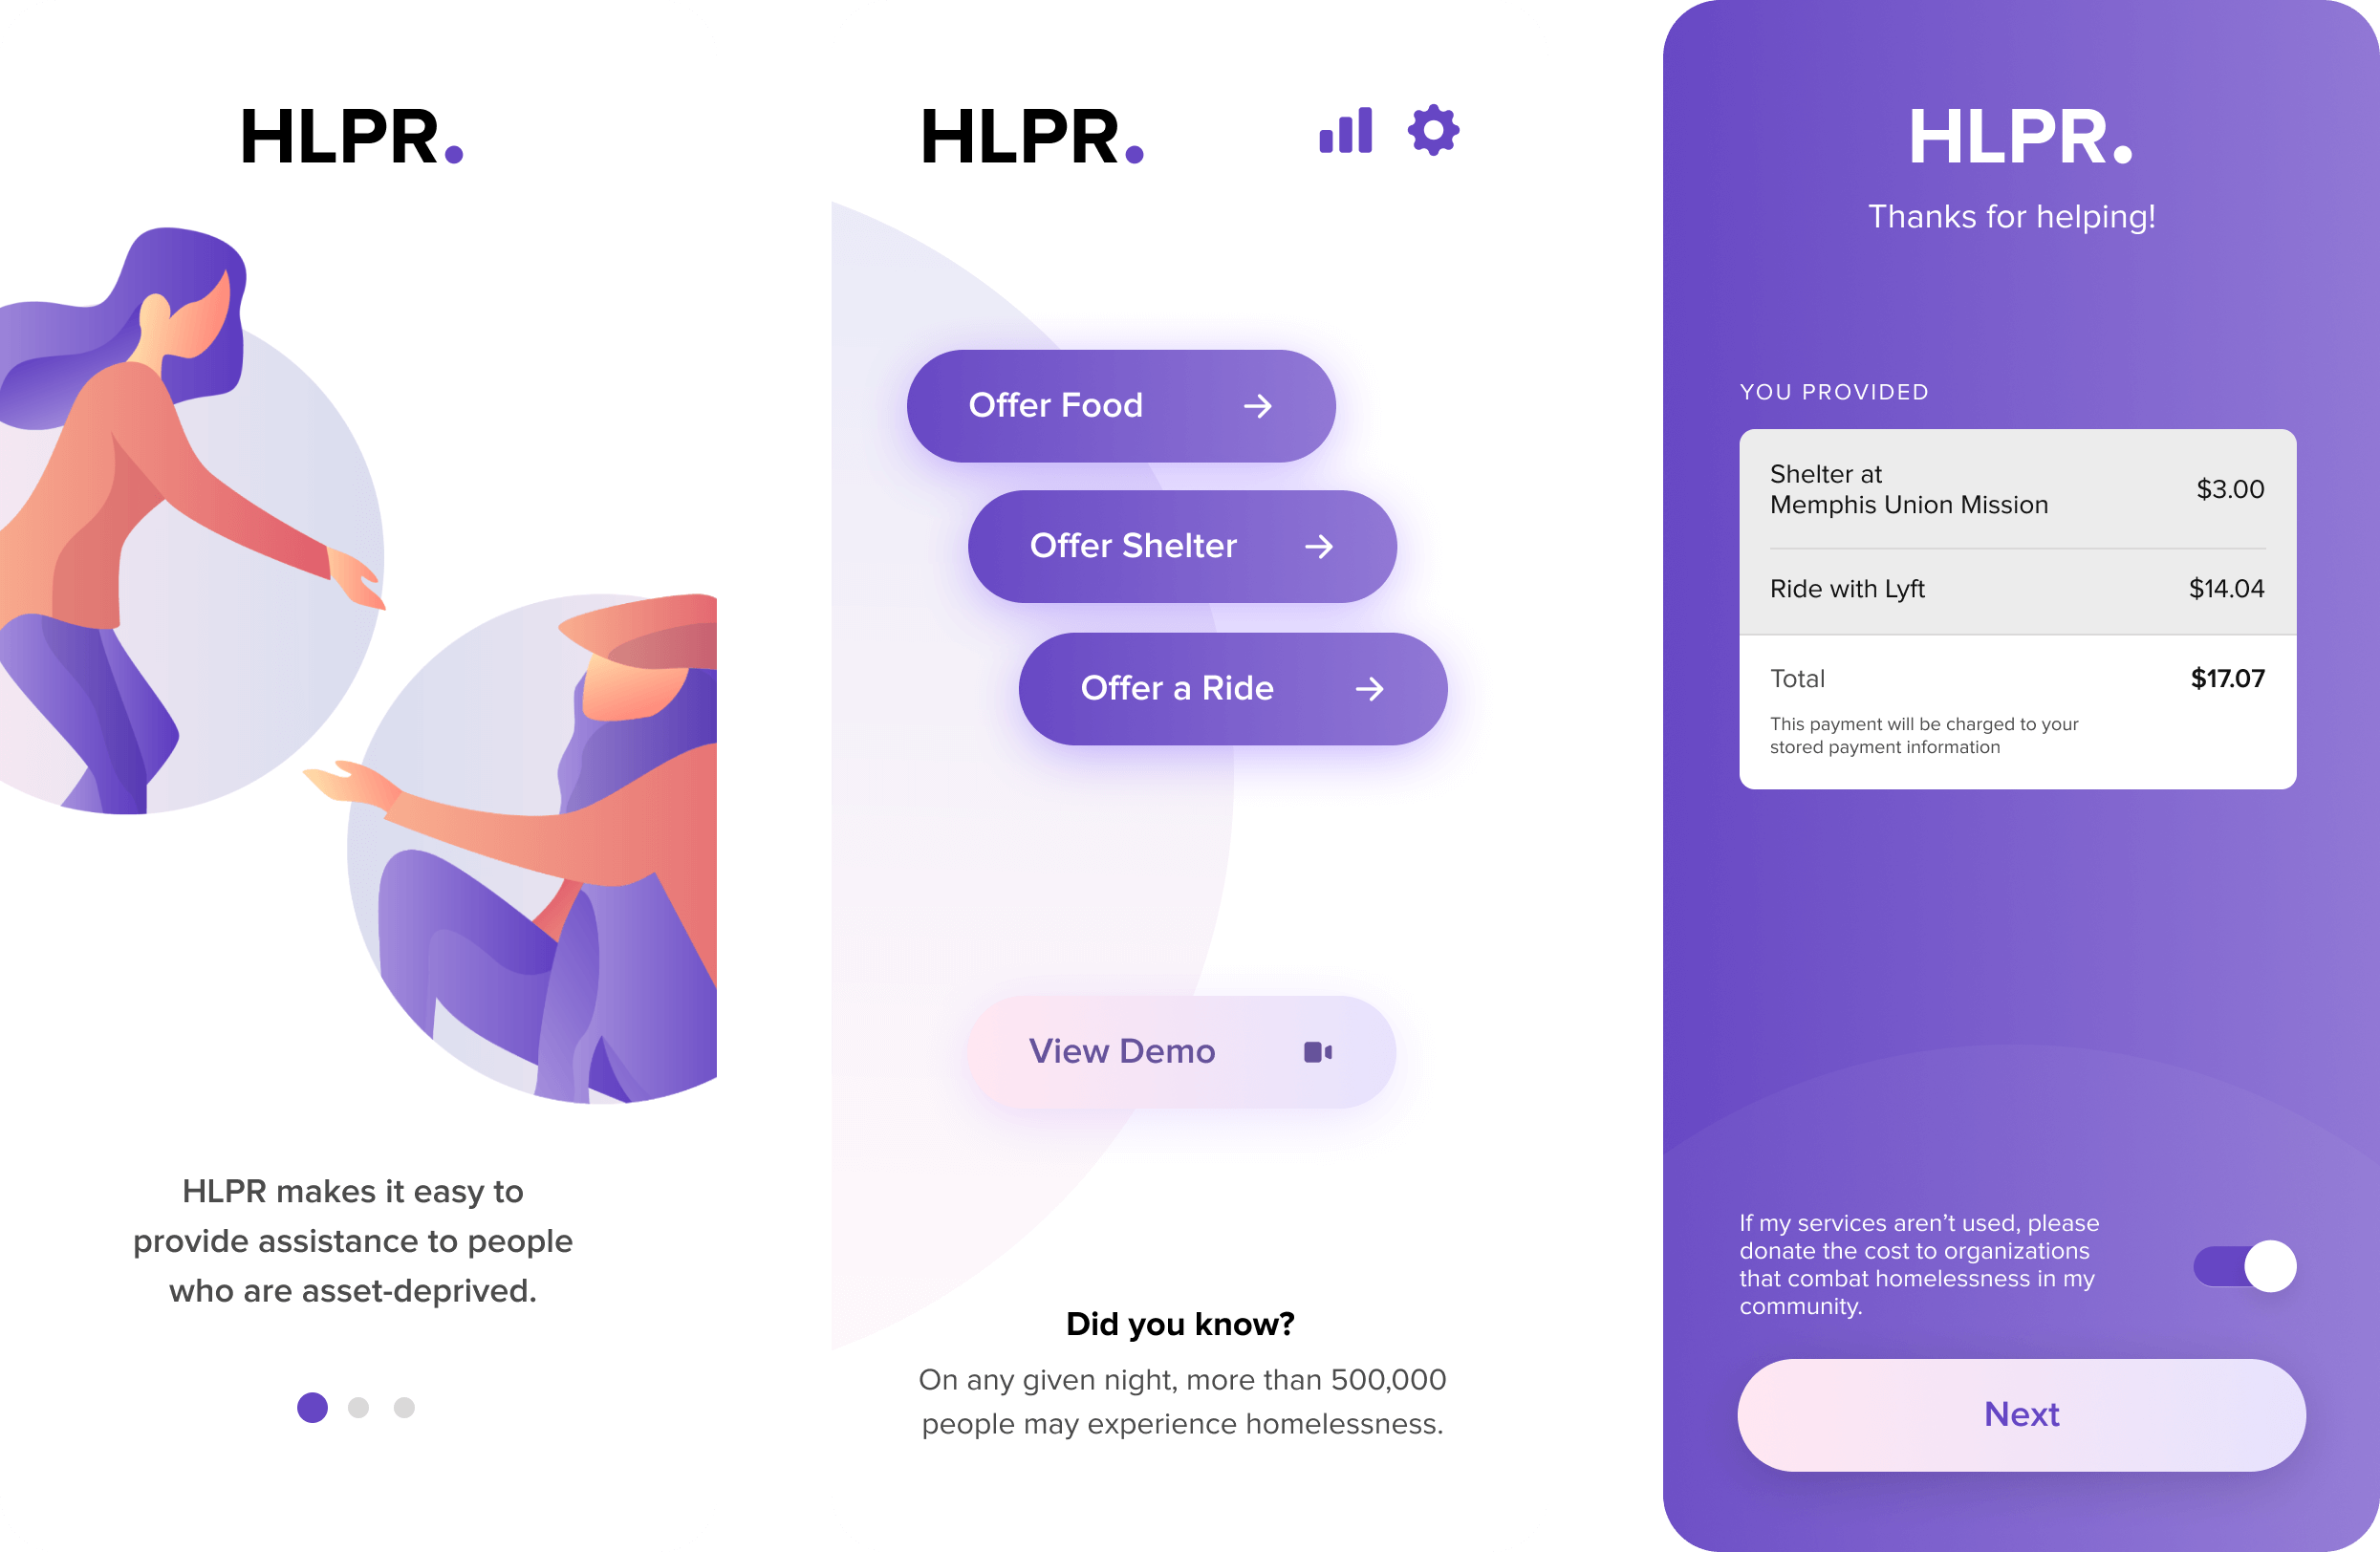 HLPR.
HLPR makes it easy to
provide assistance to people
who are asset-deprived.
HLPR.
Offer Food
Offer Shelter
Offer a Ride
View Demo
Did you know?
On any given night, more than 500,000
people may experience homelessness.
HLPR.
Thanks for helping!
YOU PROVIDED
Shelter at
Memphis Union Mission
$3.00
Ride with Lyft
$14.04
Total
$17.07
This payment will be charged to your
stored payment information
If my services aren’t used, please
donate the cost to organizations
that combat homelessness in my
community.
Next